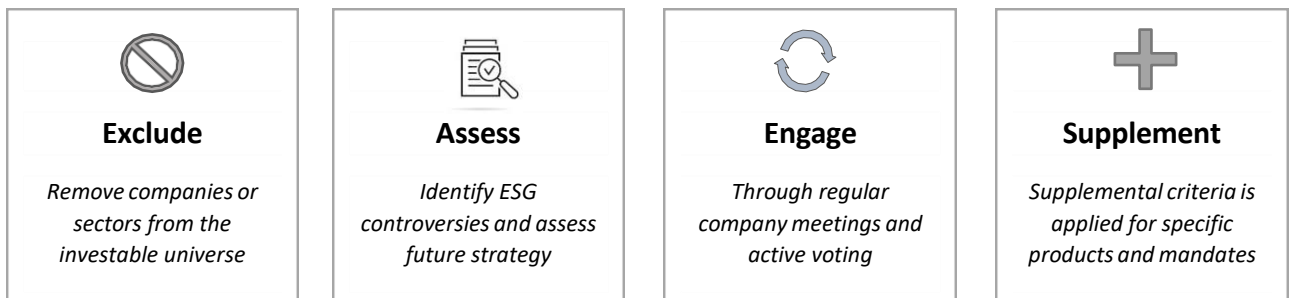 Exclude
Remove companies or
sectors from the
investable universe
Assess
Identify ESG
controversies and assess
future strategy
Engage
Through regular
company meetings and
active voting
Supplement
Supplemental criteria is
applied for specific
products and mandates